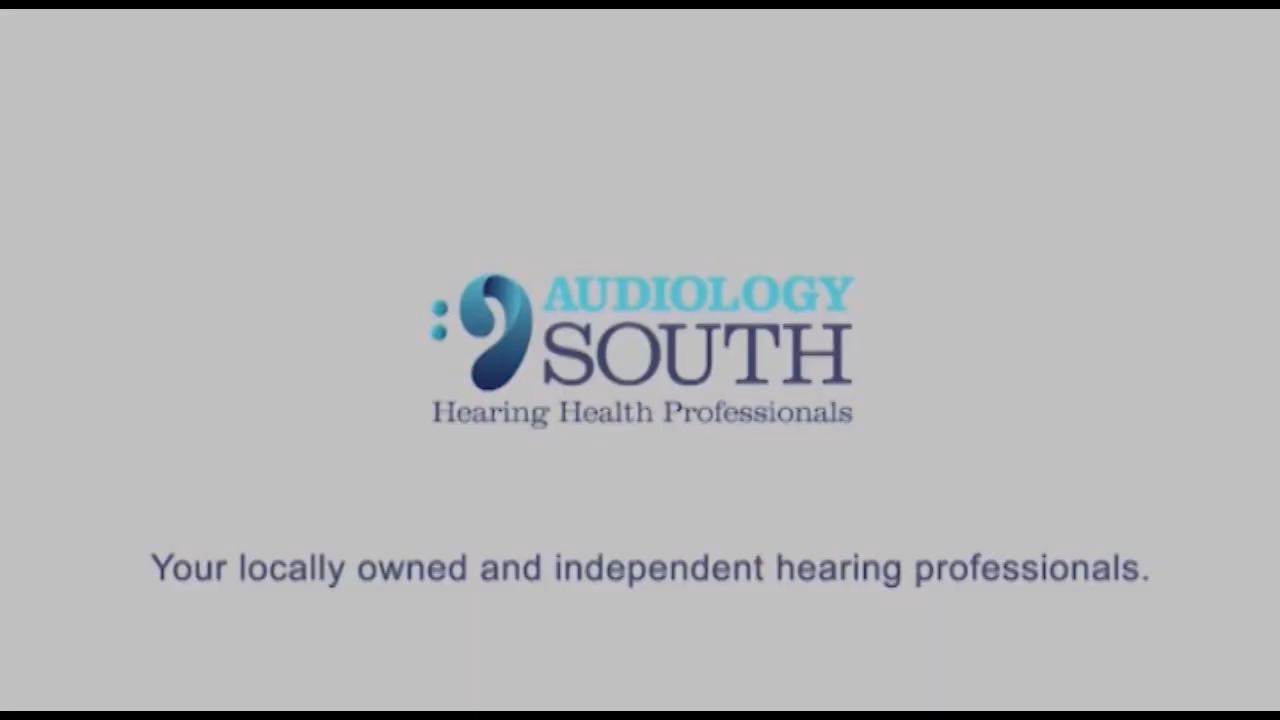 AUDIOLOGY
SOUTH
Hearing Health Professionals
Your locally owned and independent hearing professionals.